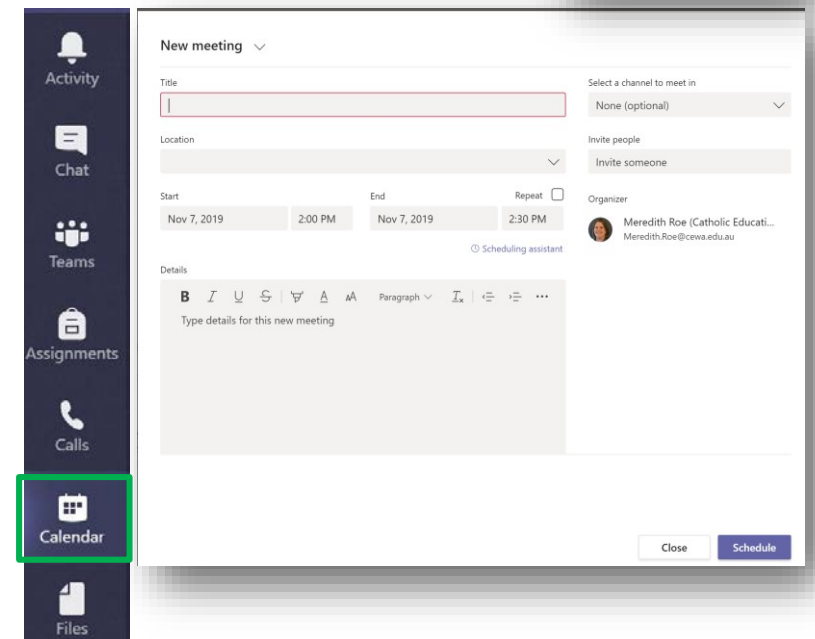 Activity
Chat
Teams
Assignments
Calls
Calendar
Files
New meeting
Title
Select a channel to meet in
None (optional)
Location
Invite people
Invite someone
Start
End
Repeat
Organizer
Nov 7, 2019
2:00 PM
Nov 7, 2019
2:30 PM
Meredith Roe (Catholic Educati...
Meredith.Roe@cewa.edu.au
Scheduling assistant
Details
B I U S A AA Paragraph Ix ...
Type details for this new meeting
Close
Schedule